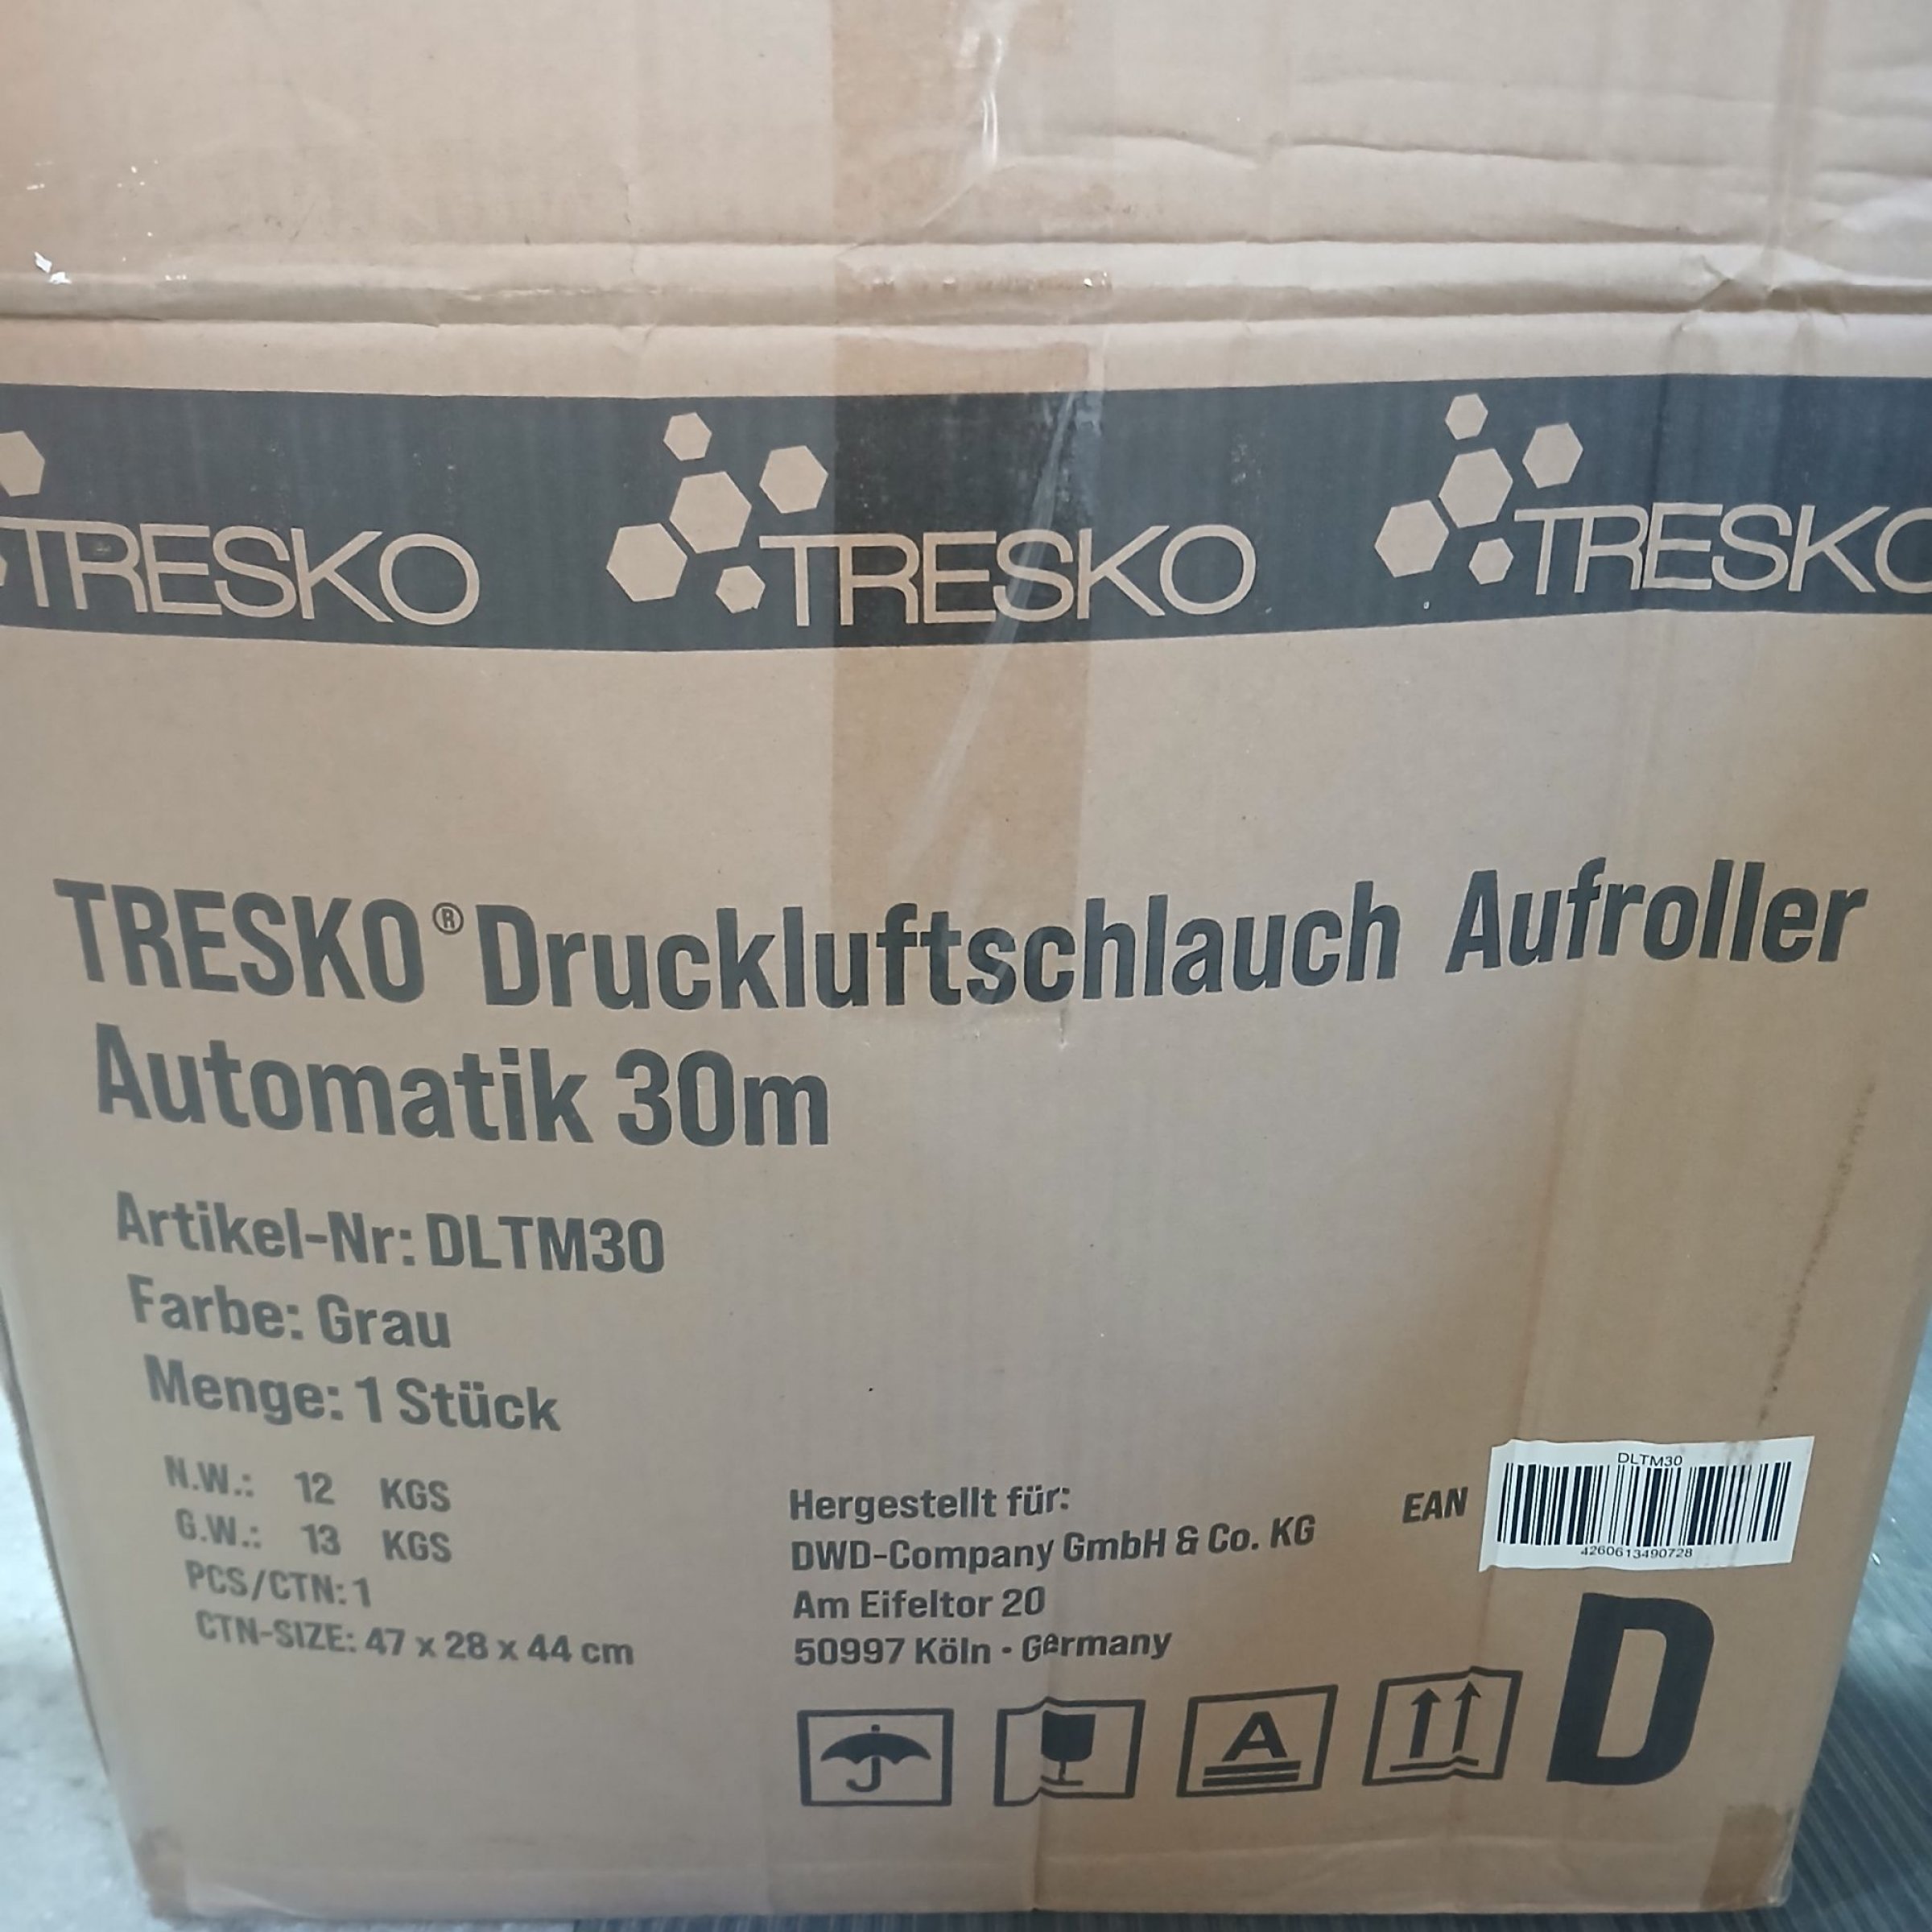 TRESKO TRESKO TRESKO
TRESKO® Druckluftschlauch Aufroller
Automatik 30m
Artikel-Nr: DLTM30
Farbe: Grau
Menge: 1 Stück
N.W.: 12 KGS
G.W.: 13 KGS
PCS/CTN: 1
CTN-SIZE: 47 x 28 x 44 cm
Hergestellt für:
DWD-Company GmbH & Co. KG
Am Eifeltor 20
50997 Köln - Germany
EAN
DLTM30
4260613490728
A
D